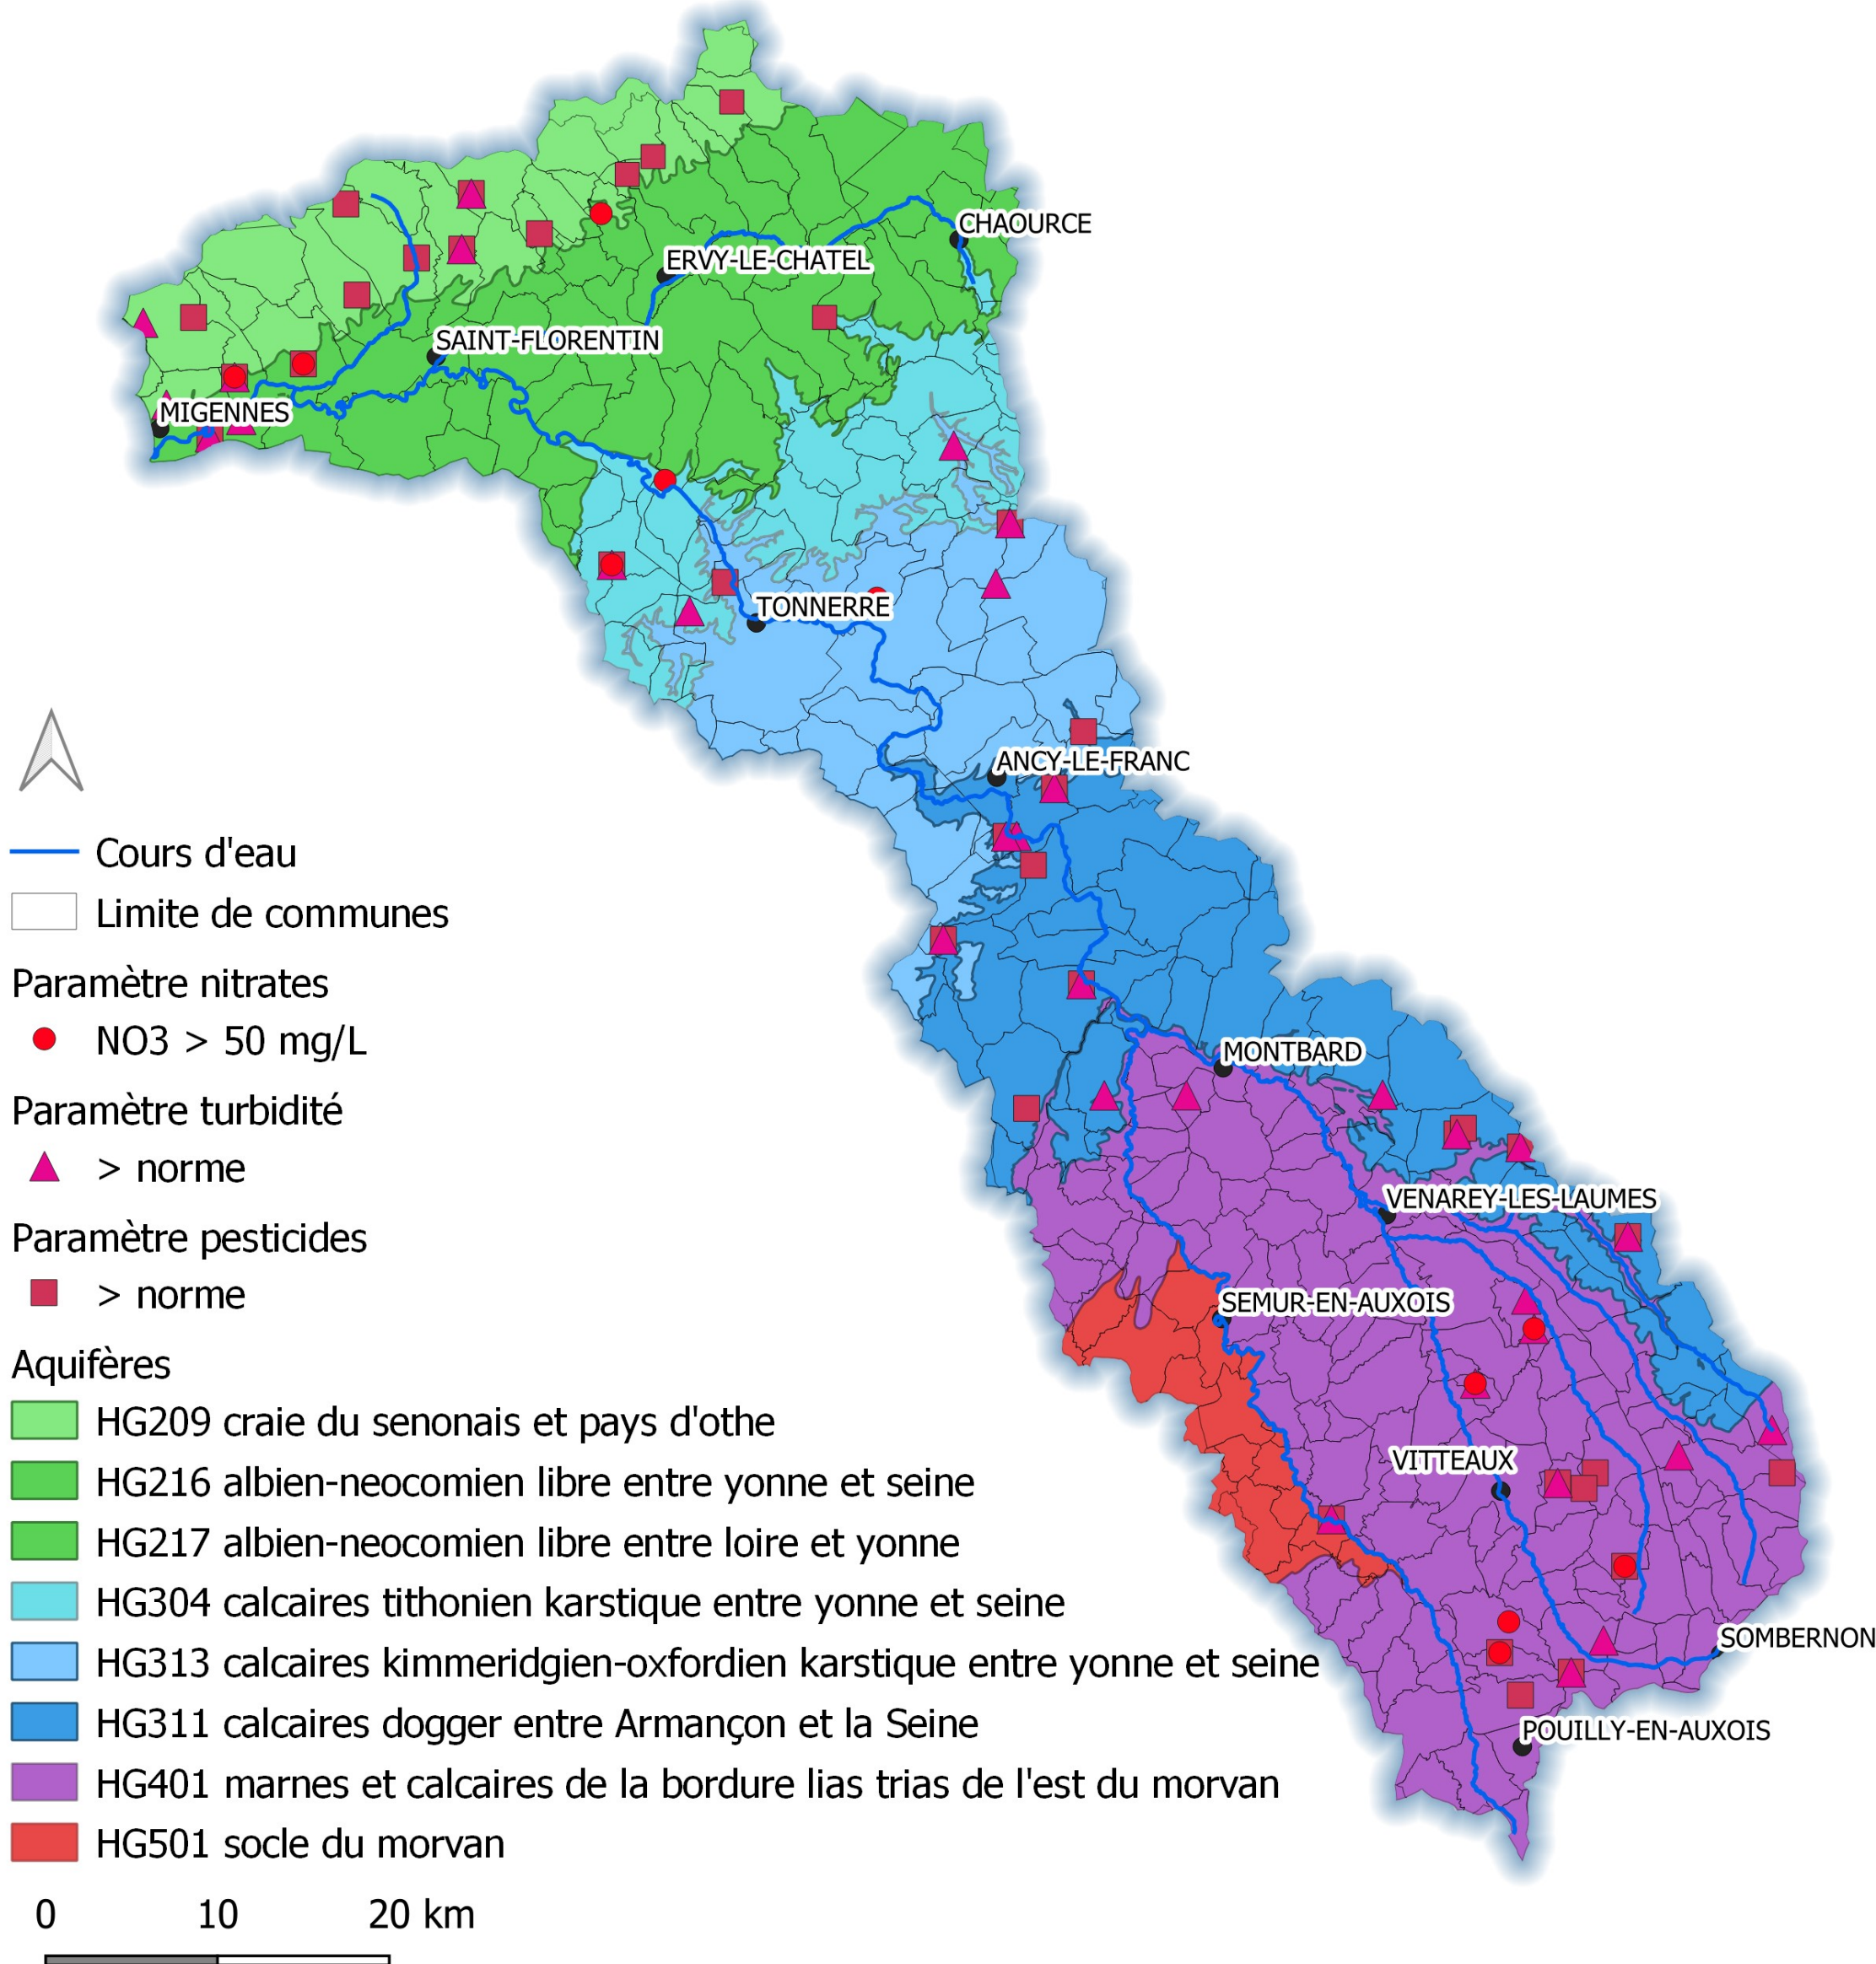 CHAOURCE
ERVY-LE-CHATEL
SAINT-FLORENTIN
MIGENNES
TONNERRE
ANCY-LE-FRANC
MONTBARD
VENAREY-LES-LAUMES
SEMUR-EN-AUXOIS
VITTEAUX
SOMBERNON
POUILLY-EN-AUXOIS
Cours d'eau
Limite de communes
Paramètre nitrates
NO3 > 50 mg/L
Paramètre turbidité
> norme
Paramètre pesticides
> norme
Aquifères
HG209 craie du senonais et pays d'othe
HG216 albien-neocomien libre entre yonne et seine
HG217 albien-neocomien libre entre loire et yonne
HG304 calcaires tithonien karstique entre yonne et seine
HG313 calcaires kimmeridgien-oxfordien karstique entre yonne et seine
HG311 calcaires dogger entre Armançon et la Seine
HG401 marnes et calcaires de la bordure lias trias de l'est du morvan
HG501 socle du morvan
0 10 20 km